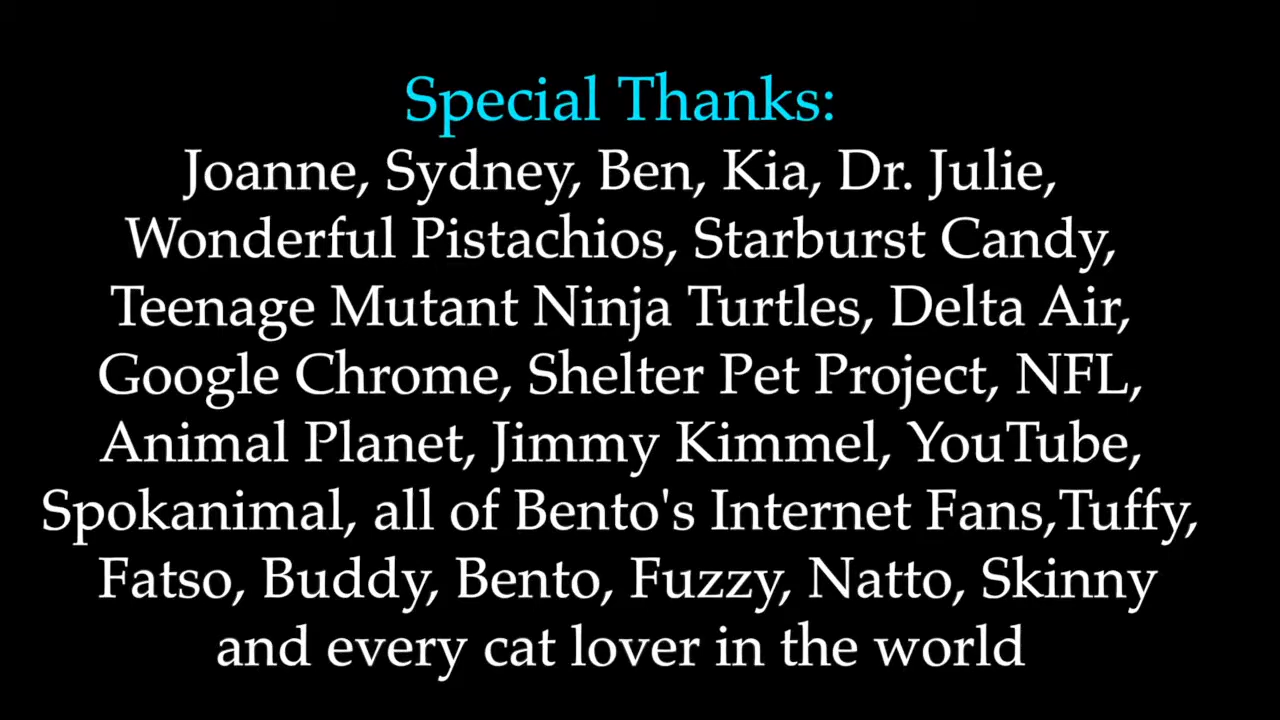 Special Thanks:
Joanne, Sydney, Ben, Kia, Dr. Julie,
Wonderful Pistachios, Starburst Candy,
Teenage Mutant Ninja Turtles, Delta Air,
Google Chrome, Shelter Pet Project, NFL,
Animal Planet, Jimmy Kimmel, YouTube,
Spokanimal, all of Bento's Internet Fans,Tuffy,
Fatso, Buddy, Bento, Fuzzy, Natto, Skinny
and every cat lover in the world